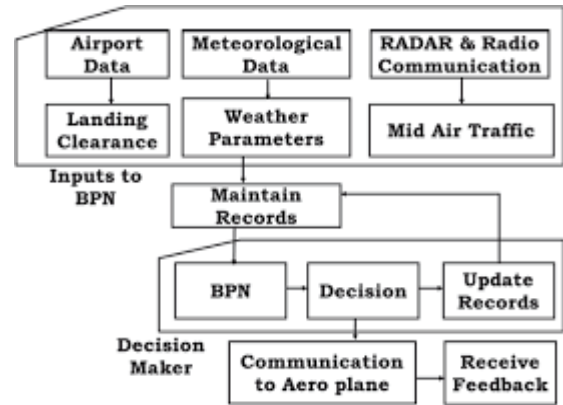 Airport
Data
Meteorological
Data
RADAR & Radio
Communication
Landing
Clearance
Weather
Parameters
Mid Air Traffic
Inputs to
BPN
Maintain
Records
BPN
Decision
Update
Records
Decision
Maker
Communication
to Aero plane
Receive
Feedback